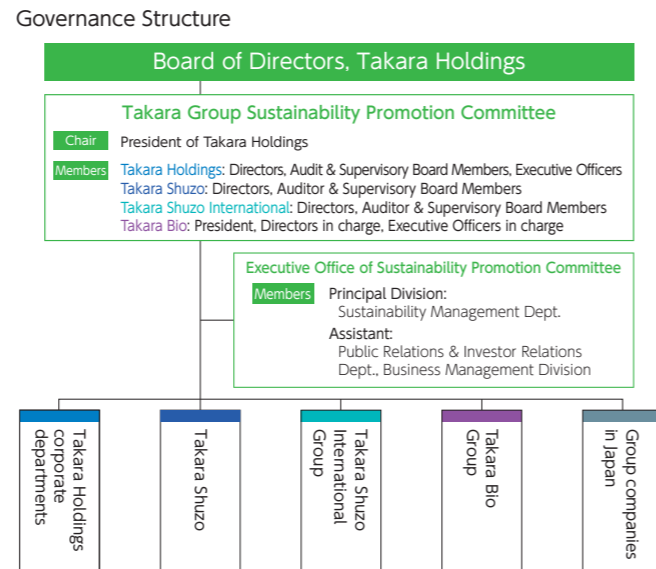 Governance Structure
Board of Directors, Takara Holdings
Takara Group Sustainability Promotion Committee
Chair President of Takara Holdings
Members Takara Holdings: Directors, Audit & Supervisory Board Members, Executive Officers
Takara Shuzo: Directors, Auditor & Supervisory Board Members
Takara Shuzo International: Directors, Auditor & Supervisory Board Members
Takara Bio: President, Directors in charge, Executive Officers in charge
Executive Office of Sustainability Promotion Committee
Members Principal Division:
Sustainability Management Dept.
Assistant:
Public Relations & Investor Relations
Dept., Business Management Division
Takara Holdings
corporate
departments
Takara Shuzo
Takara Shuzo
International
Group
Takara Bio
Group
Group companies
in Japan